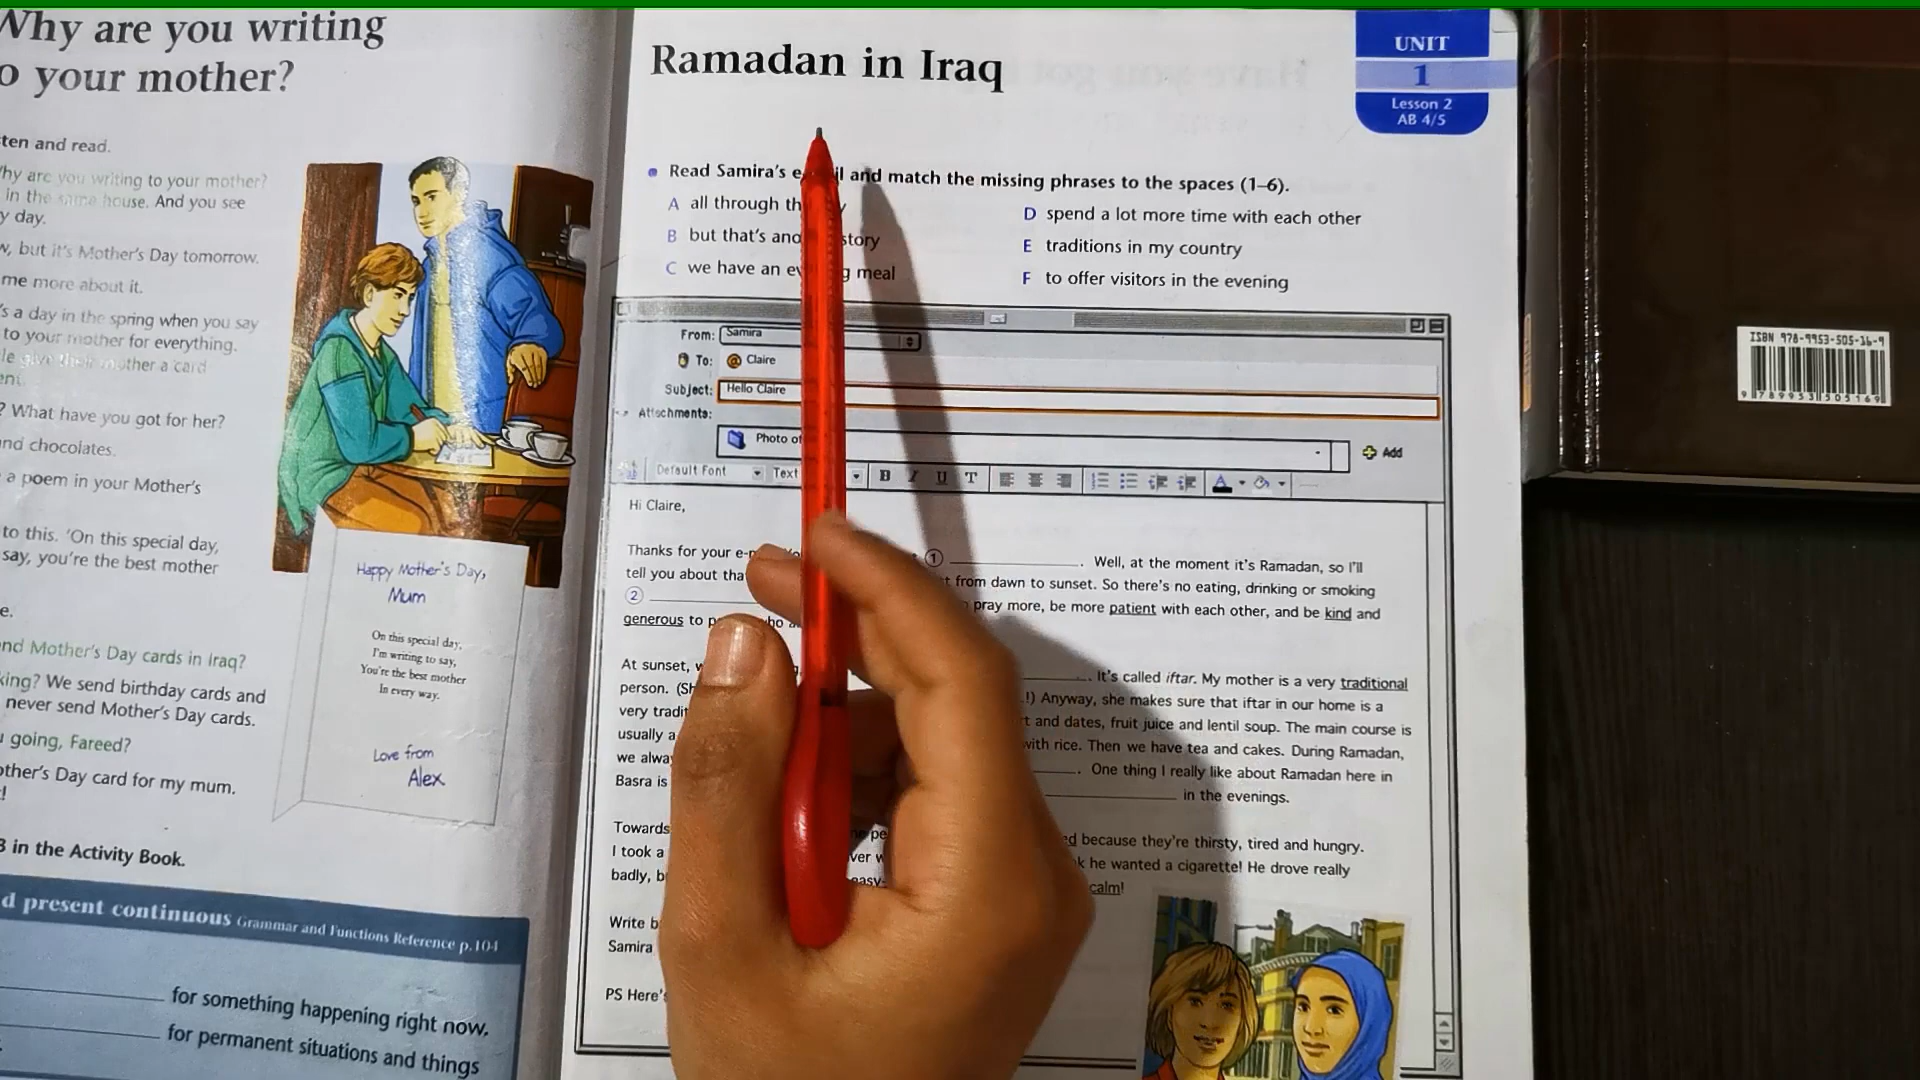 Why are you writing
o your mother?
ten and read.
hy are you writing to your mother?
in the same house. And you see
y day.
w, but it's Mother's Day tomorrow.
me more about it.
's a day in the spring when you say
to your mother for everything.
le give their mother a card
ent.
? What have you got for her?
nd chocolates.
a poem in your Mother's
to this. 'On this special day,
say, you're the best mother
e.
nd Mother's Day cards in Iraq?
king? We send birthday cards and
never send Mother's Day cards.
u going, Fareed?
other's Day card for my mum.
!
B in the Activity Book.
d present continuous Grammar and Functions Reference p.104
for something happening right now.
for permanent situations and things
Happy Mother's Day,
Mum
On this special day,
I'm writing to say,
You're the best mother
In every way.
Love from
Alex
Ramadan in Iraq
UNIT
1
Lesson 2
AB 4/5
Read Samira's e il and match the missing phrases to the spaces (1–6).
A all through th y
B but that's ano story
C we have an ev g meal
D spend a lot more time with each other
E traditions in my country
F to offer visitors in the evening
From: Samira
To: Claire
Subject: Hello Claire
Attachments:
Photo of
Add
Default Font Text B I U T A
Hi Claire,
Thanks for your e- 1 . Well, at the moment it's Ramadan, so I'll
tell you about tha t from dawn to sunset. So there's no eating, drinking or smoking
2 pray more, be more patient with each other, and be kind and
generous to p ho a
At sunset, w . It's called iftar. My mother is a very traditional
person. (Sh !) Anyway, she makes sure that iftar in our home is a
very tradit t and dates, fruit juice and lentil soup. The main course is
usually a with rice. Then we have tea and cakes. During Ramadan,
we alwa . One thing I really like about Ramadan here in
Basra is in the evenings.
Towards ne pe ed because they're thirsty, tired and hungry.
I took a ver w k he wanted a cigarette! He drove really
badly, b easy- calm!
Write b
Samira
PS Here's
ISBN 978-9953-505-16-9
9 789953 505169